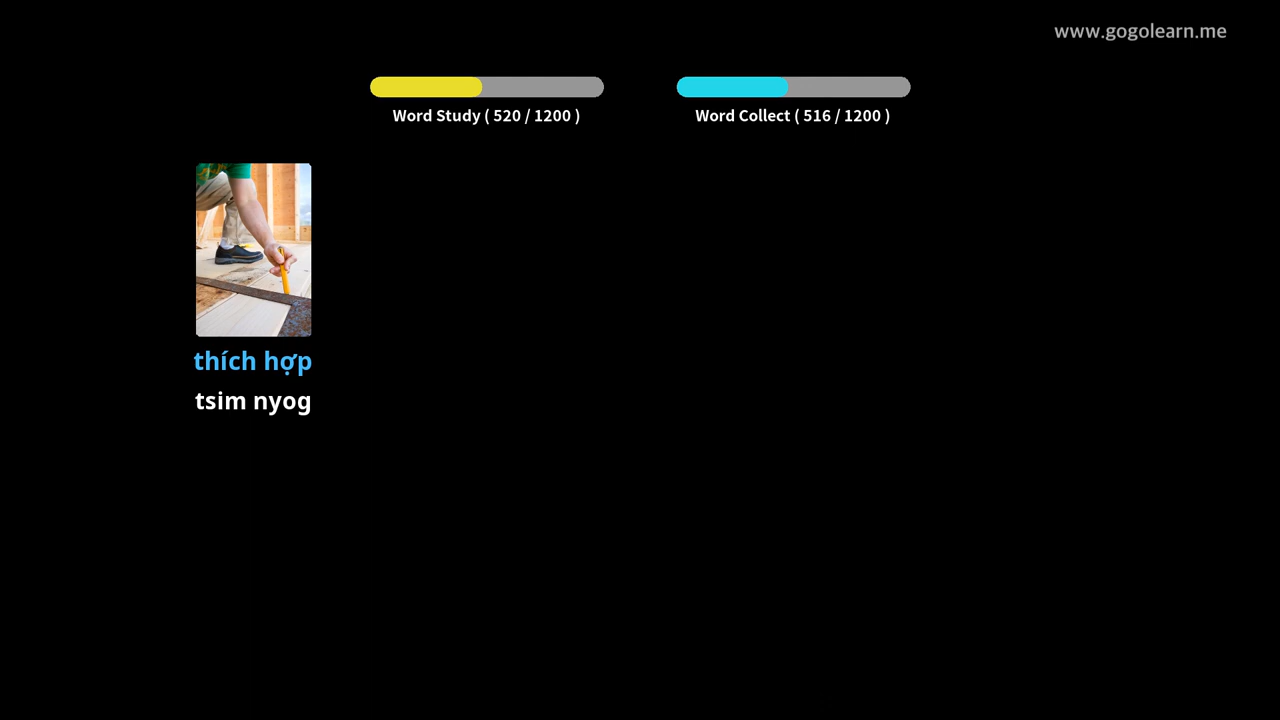 www.gogolearn.me
Word Study ( 520 / 1200 )
Word Collect ( 516 / 1200 )
thích hợp
tsim nyog